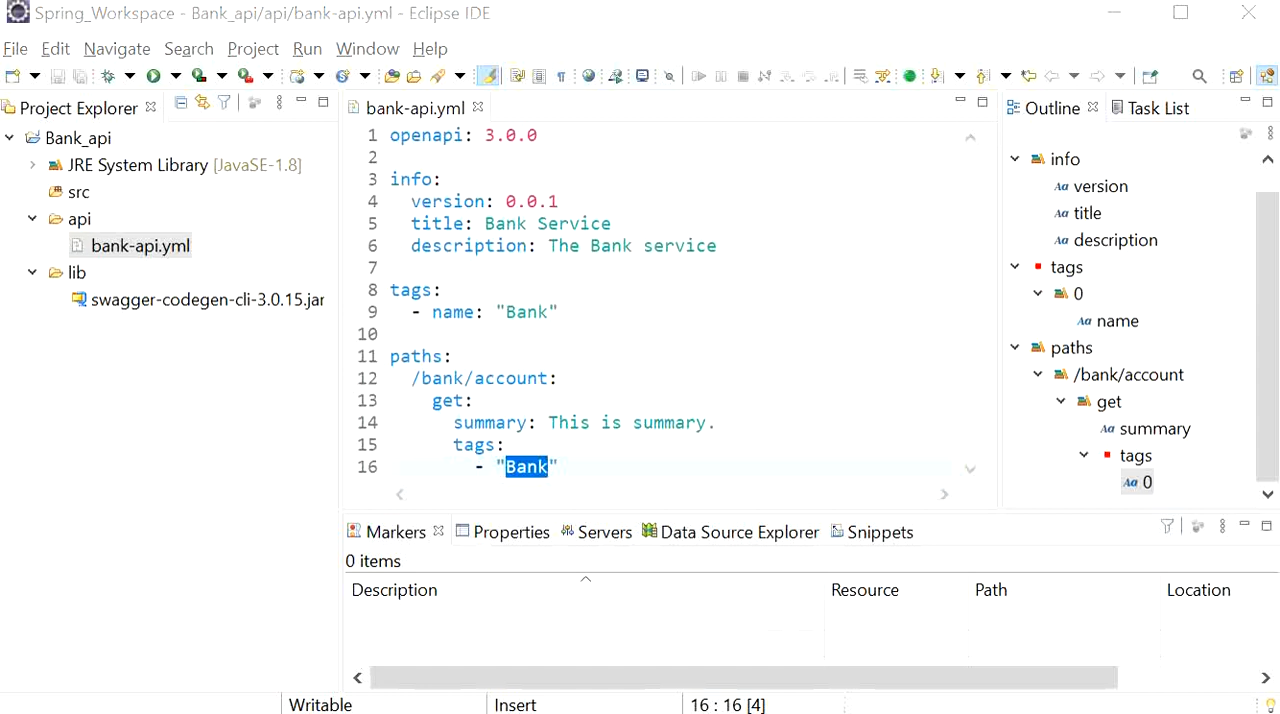 Spring_Workspace - Bank_api/api/bank-api.yml - Eclipse IDE
File Edit Navigate Search Project Run Window Help
Project Explorer
Bank_api
JRE System Library [JavaSE-1.8]
src
api
bank-api.yml
lib
swagger-codegen-cli-3.0.15.jar
bank-api.yml
1 openapi: 3.0.0
2
3 info:
4 version: 0.0.1
5 title: Bank Service
6 description: The Bank service
7
8 tags:
9 - name: "Bank"
10
11 paths:
12 /bank/account:
13 get:
14 summary: This is summary.
15 tags:
16 - "Bank"
Outline Task List
info
Aa version
Aa title
Aa description
tags
0
Aa name
paths
/bank/account
get
Aa summary
tags
Aa 0
Markers Properties Servers Data Source Explorer Snippets
0 items
Description Resource Path Location
Writable Insert 16 : 16 [4]